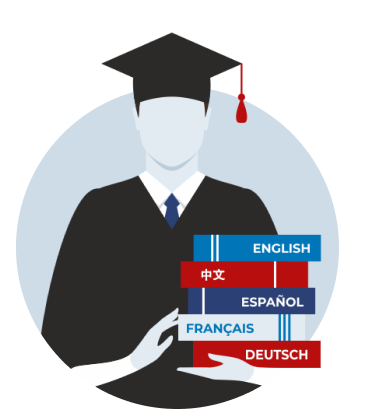 ENGLISH
中文
ESPAÑOL
FRANÇAIS
DEUTSCH